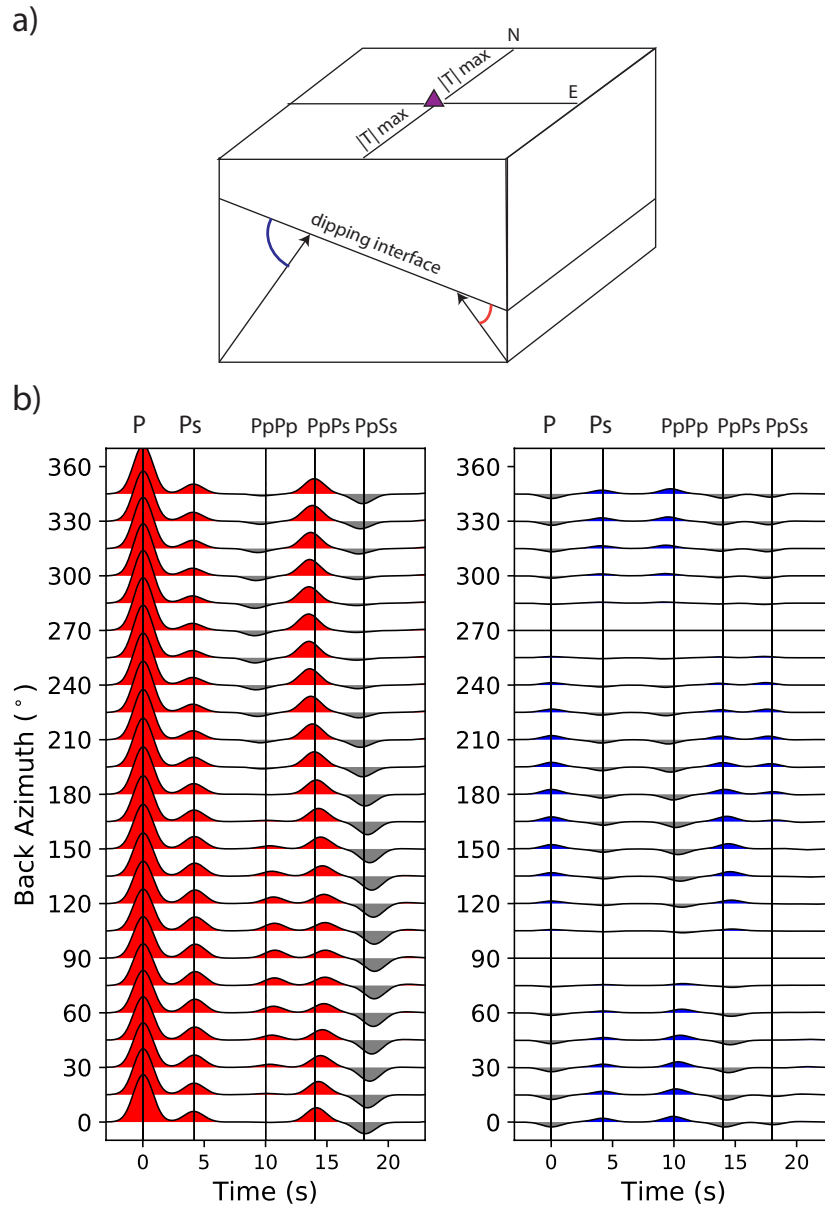 a)
N
|T| max
E
|T| max
dipping interface
b)
P Ps PpPp PpPs PpSs
P Ps PpPp PpPs PpSs
360
330
300
270
240
210
180
150
120
90
60
30
0
Back Azimuth (°)
0 5 10 15 20
Time (s)
360
330
300
270
240
210
180
150
120
90
60
30
0
0 5 10 15 20
Time (s)